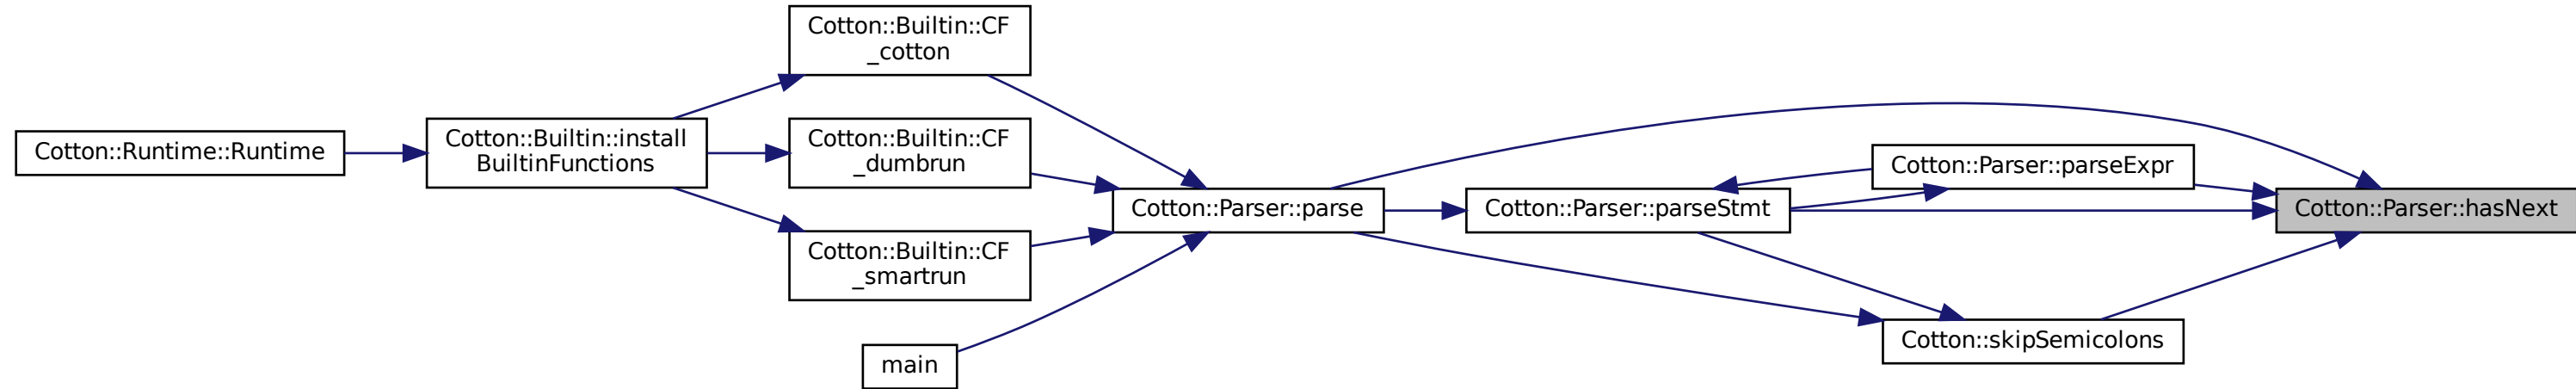 Cotton::Runtime::Runtime
Cotton::Builtin::install
BuiltinFunctions
Cotton::Builtin::CF
_cotton
Cotton::Builtin::CF
_dumbrun
Cotton::Builtin::CF
_smartrun
main
Cotton::Parser::parse
Cotton::Parser::parseStmt
Cotton::Parser::parseExpr
Cotton::skipSemicolons
Cotton::Parser::hasNext